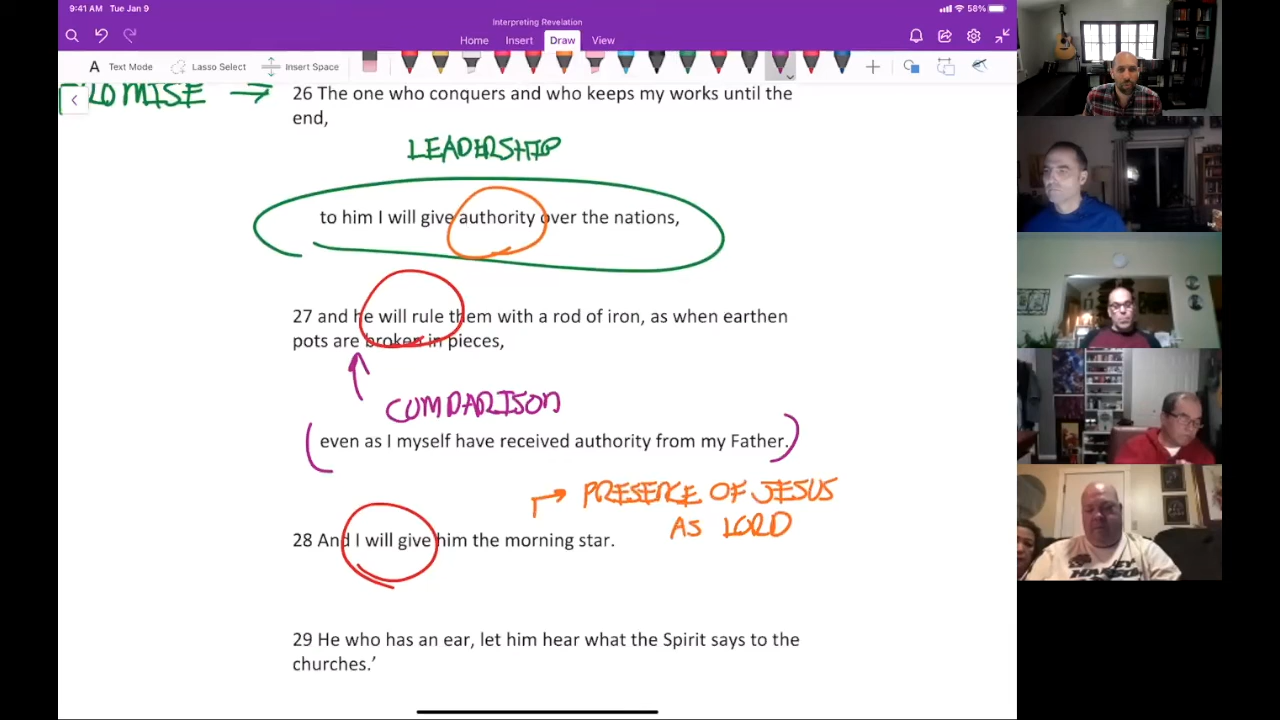 9:41 AM Tue Jan 9
58%
Interpreting Revelation
Home Insert Draw View
Text Mode
Lasso Select
Insert Space
PROMISE →
26 The one who conquers and who keeps my works until the
end,
LEADERSHIP
to him I will give authority over the nations,
27 and he will rule them with a rod of iron, as when earthen
pots are broken in pieces,
COMPARISON
even as I myself have received authority from my Father.
PRESENCE OF JESUS
AS LORD
28 And I will give him the morning star.
29 He who has an ear, let him hear what the Spirit says to the
churches.’